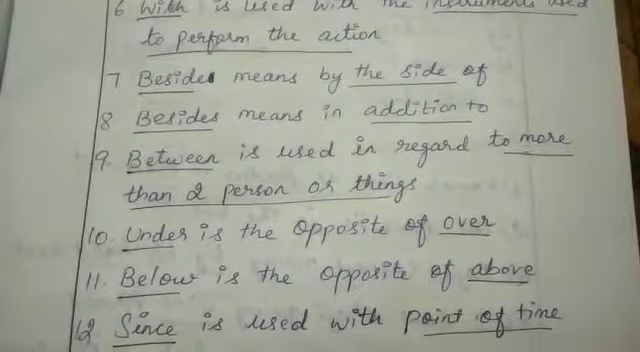 6 With is used with the instruments used
to perform the action
7 Beside means by the side of
8 Besides means in addition to
9. Between is used in regard to more
than 2 person or things
10. Under is the opposite of over
11. Below is the opposite of above
12 Since is used with point of time